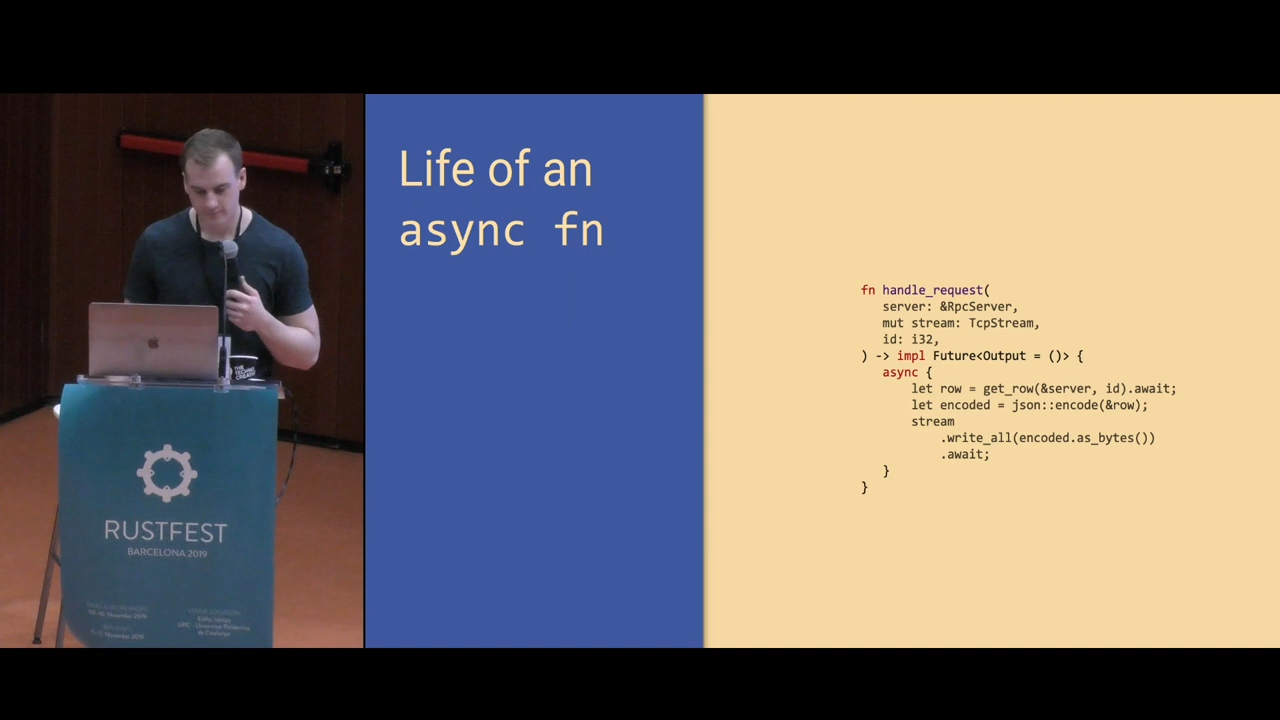 Life of an
async fn
fn handle_request(
server: &RpcServer,
mut stream: TcpStream,
id: i32,
) -> impl Future<Output = ()> {
async {
let row = get_row(&server, id).await;
let encoded = json::encode(&row);
stream
.write_all(encoded.as_bytes())
.await;
}
}
RUSTFEST
BARCELONA 2019